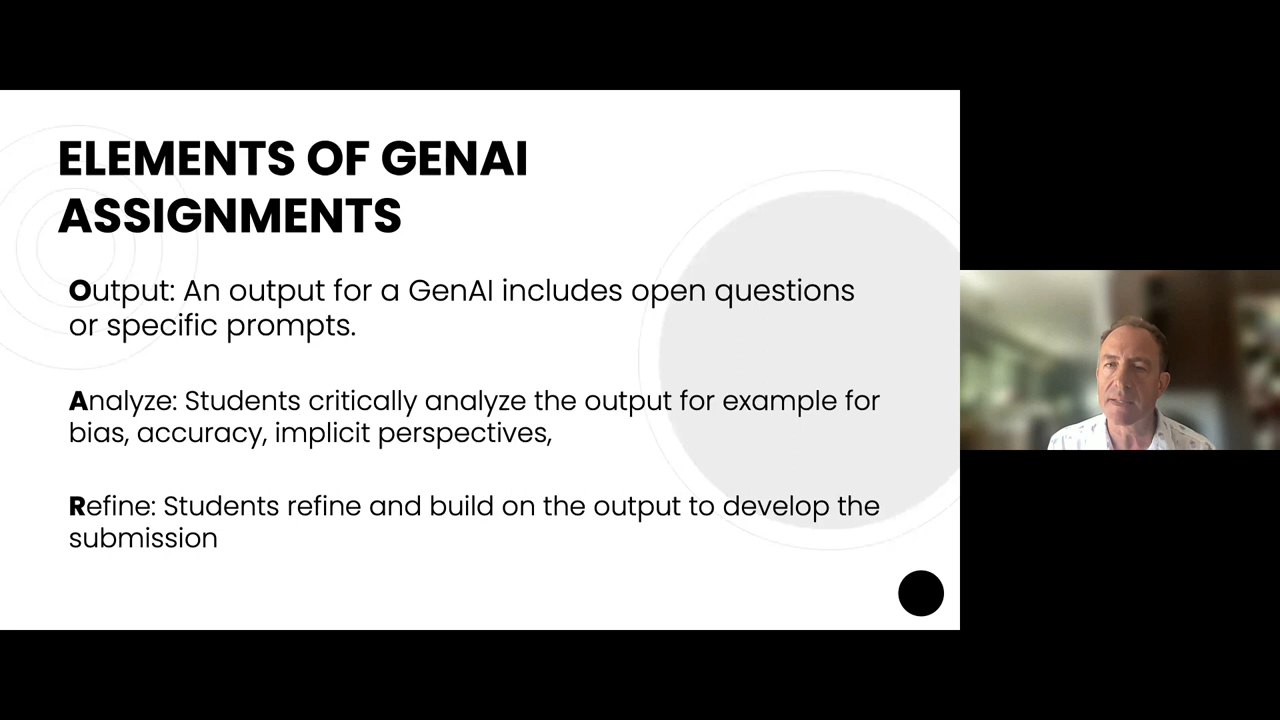 ELEMENTS OF GENAI
ASSIGNMENTS
Output: An output for a GenAI includes open questions
or specific prompts.
Analyze: Students critically analyze the output for example for
bias, accuracy, implicit perspectives,
Refine: Students refine and build on the output to develop the
submission